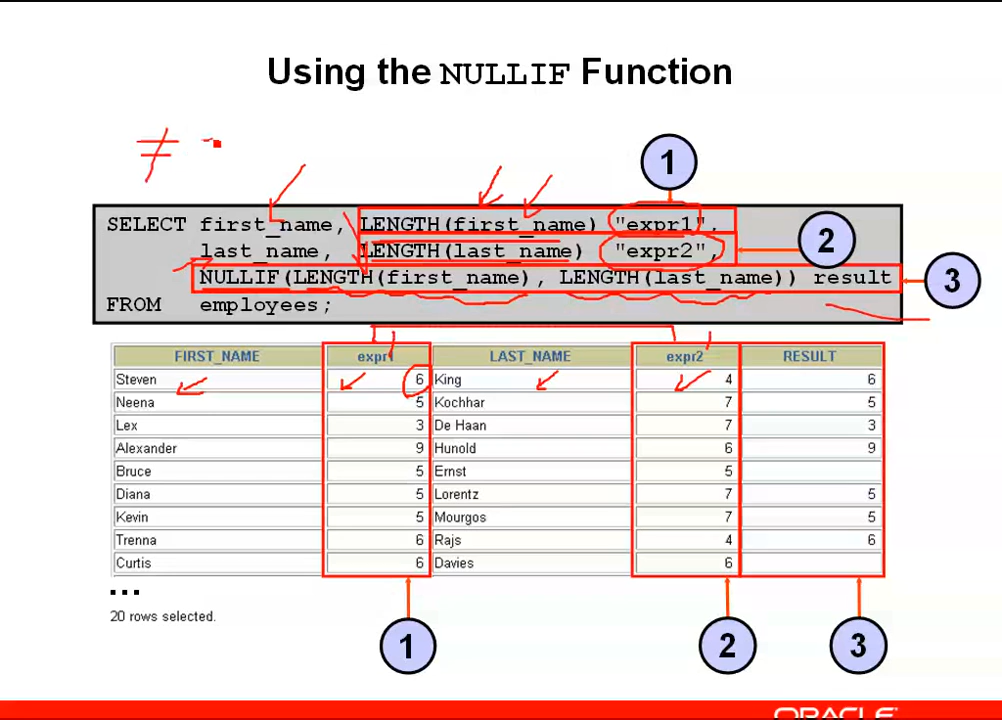 Using the NULLIF Function
≠
1
SELECT first_name, LENGTH(first_name) "expr1",
last_name, LENGTH(last_name) "expr2",
2
NULLIF(LENGTH(first_name), LENGTH(last_name)) result
3
FROM employees;
FIRST_NAME expr1 LAST_NAME expr2 RESULT
Steven 6 King 4 6
Neena 5 Kochhar 7 5
Lex 3 De Haan 7 3
Alexander 9 Hunold 6 9
Bruce 5 Ernst 5
Diana 5 Lorentz 7 5
Kevin 5 Mourgos 7 5
Trenna 6 Rajs 4 6
Curtis 6 Davies 6
...
20 rows selected.
1 2 3
ORACLE